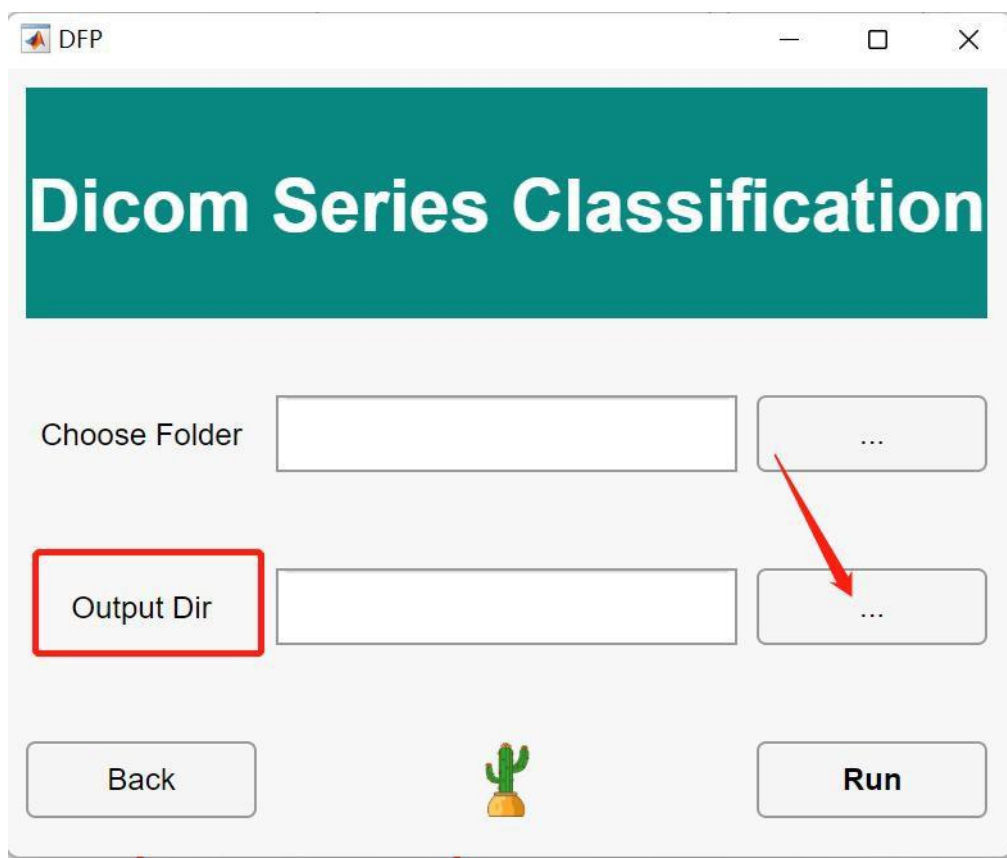 DFP
Dicom Series Classification
Choose Folder
...
Output Dir
...
Back
Run